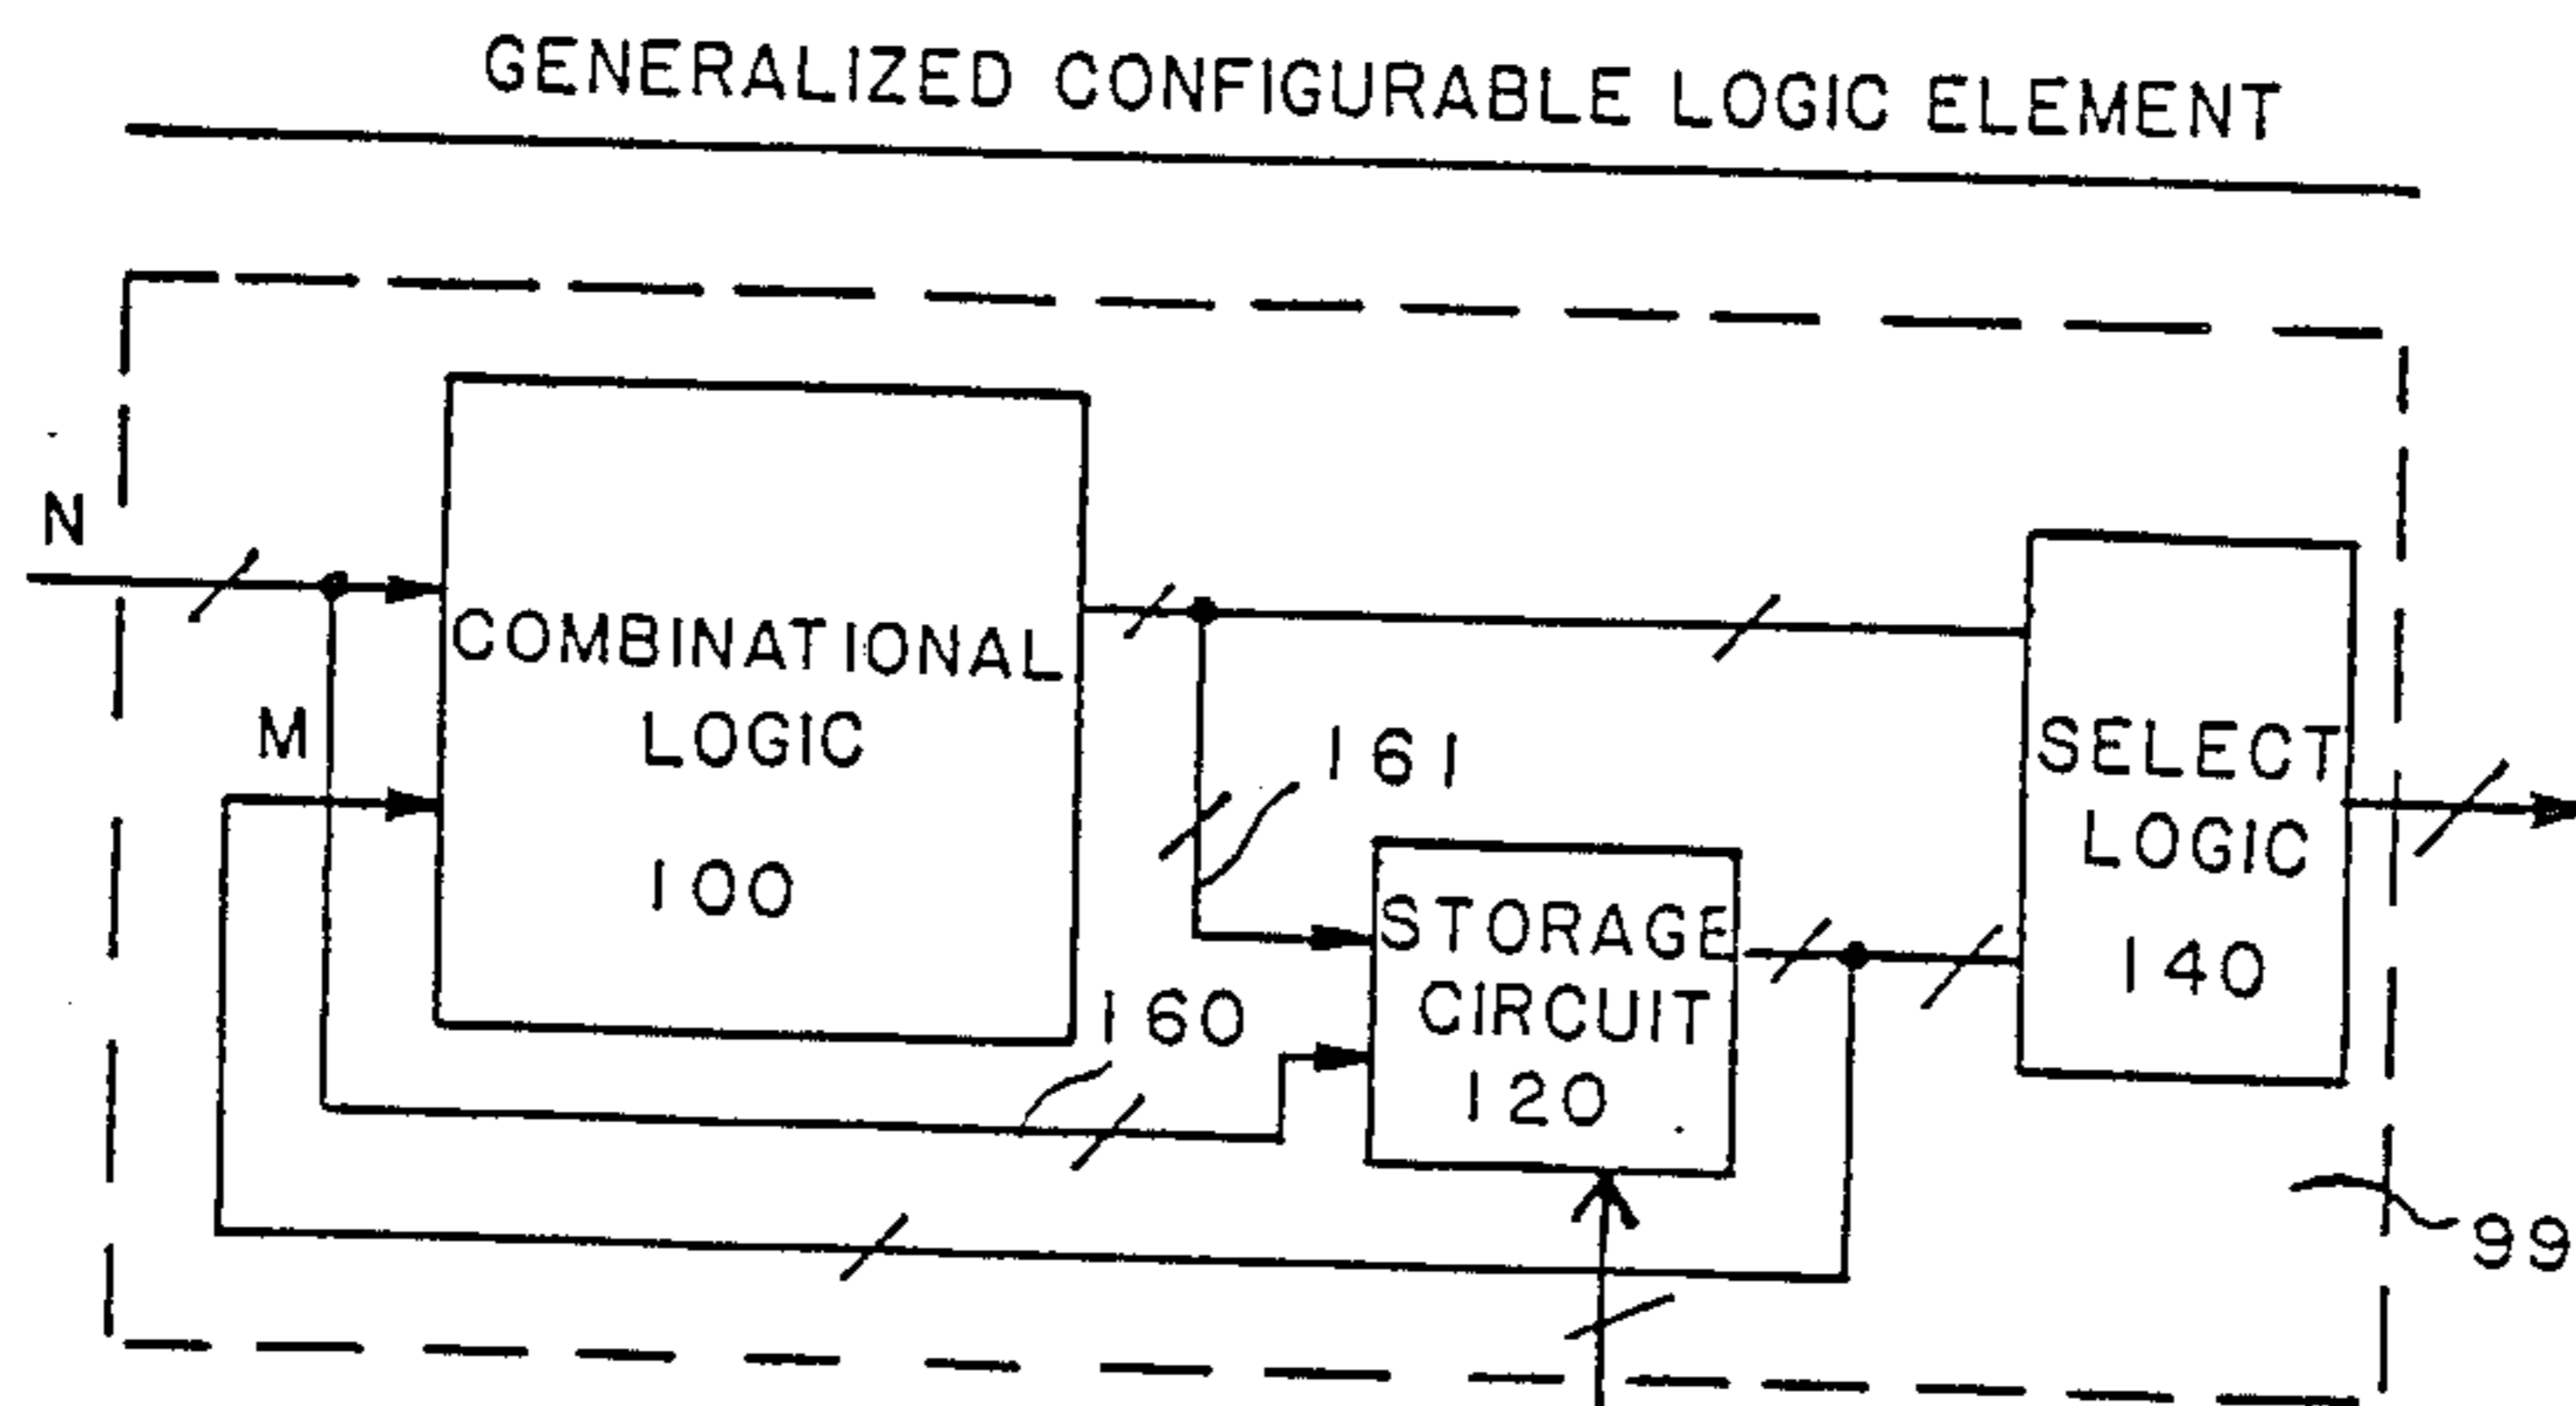 GENERALIZED CONFIGURABLE LOGIC ELEMENT
N
M
COMBINATIONAL
LOGIC
100
161
160
STORAGE
CIRCUIT
120
SELECT
LOGIC
140
99